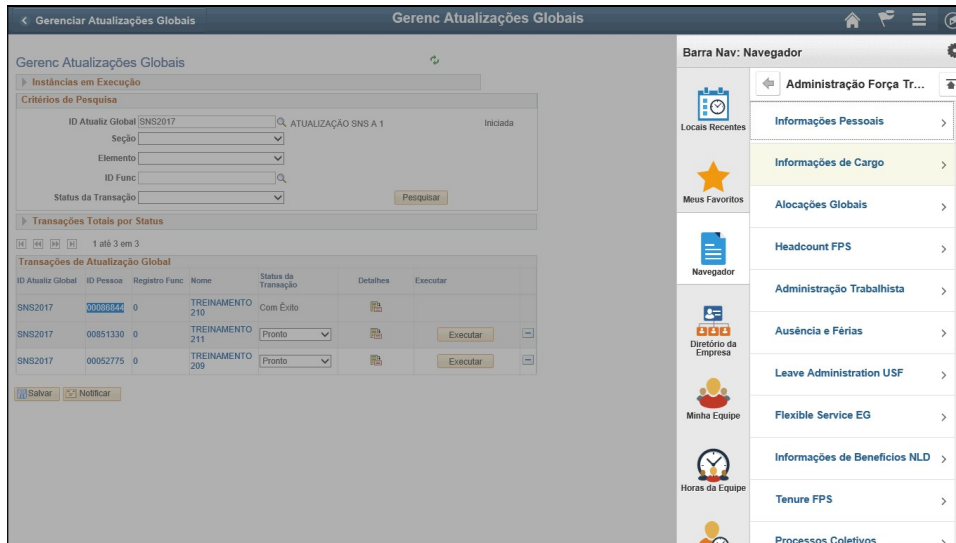 Gerenciar Atualizações Globais
Gerenc Atualizações Globais
Gerenc Atualizações Globais
Instâncias em Execução
Critérios de Pesquisa
ID Atualiz Global SNS2017 ATUALIZAÇÃO SNS A 1 Iniciada
Seção
Elemento
ID Func
Status da Transação Pesquisar
Transações Totais por Status
1 até 3 em 3
Transações de Atualização Global
ID Atualiz Global ID Pessoa Registro Func Nome Status da Transação Detalhes Executar
SNS2017 00086844 0 TREINAMENTO 210 Com Êxito
SNS2017 00851330 0 TREINAMENTO 211 Pronto Executar
SNS2017 00052775 0 TREINAMENTO 209 Pronto Executar
Salvar Notificar
Barra Nav: Navegador
Locais Recentes
Meus Favoritos
Navegador
Diretório da Empresa
Minha Equipe
Horas da Equipe
Administração Força Tr...
Informações Pessoais
Informações de Cargo
Alocações Globais
Headcount FPS
Administração Trabalhista
Ausência e Férias
Leave Administration USF
Flexible Service EG
Informações de Benefícios NLD
Tenure FPS
Processos Coletivos